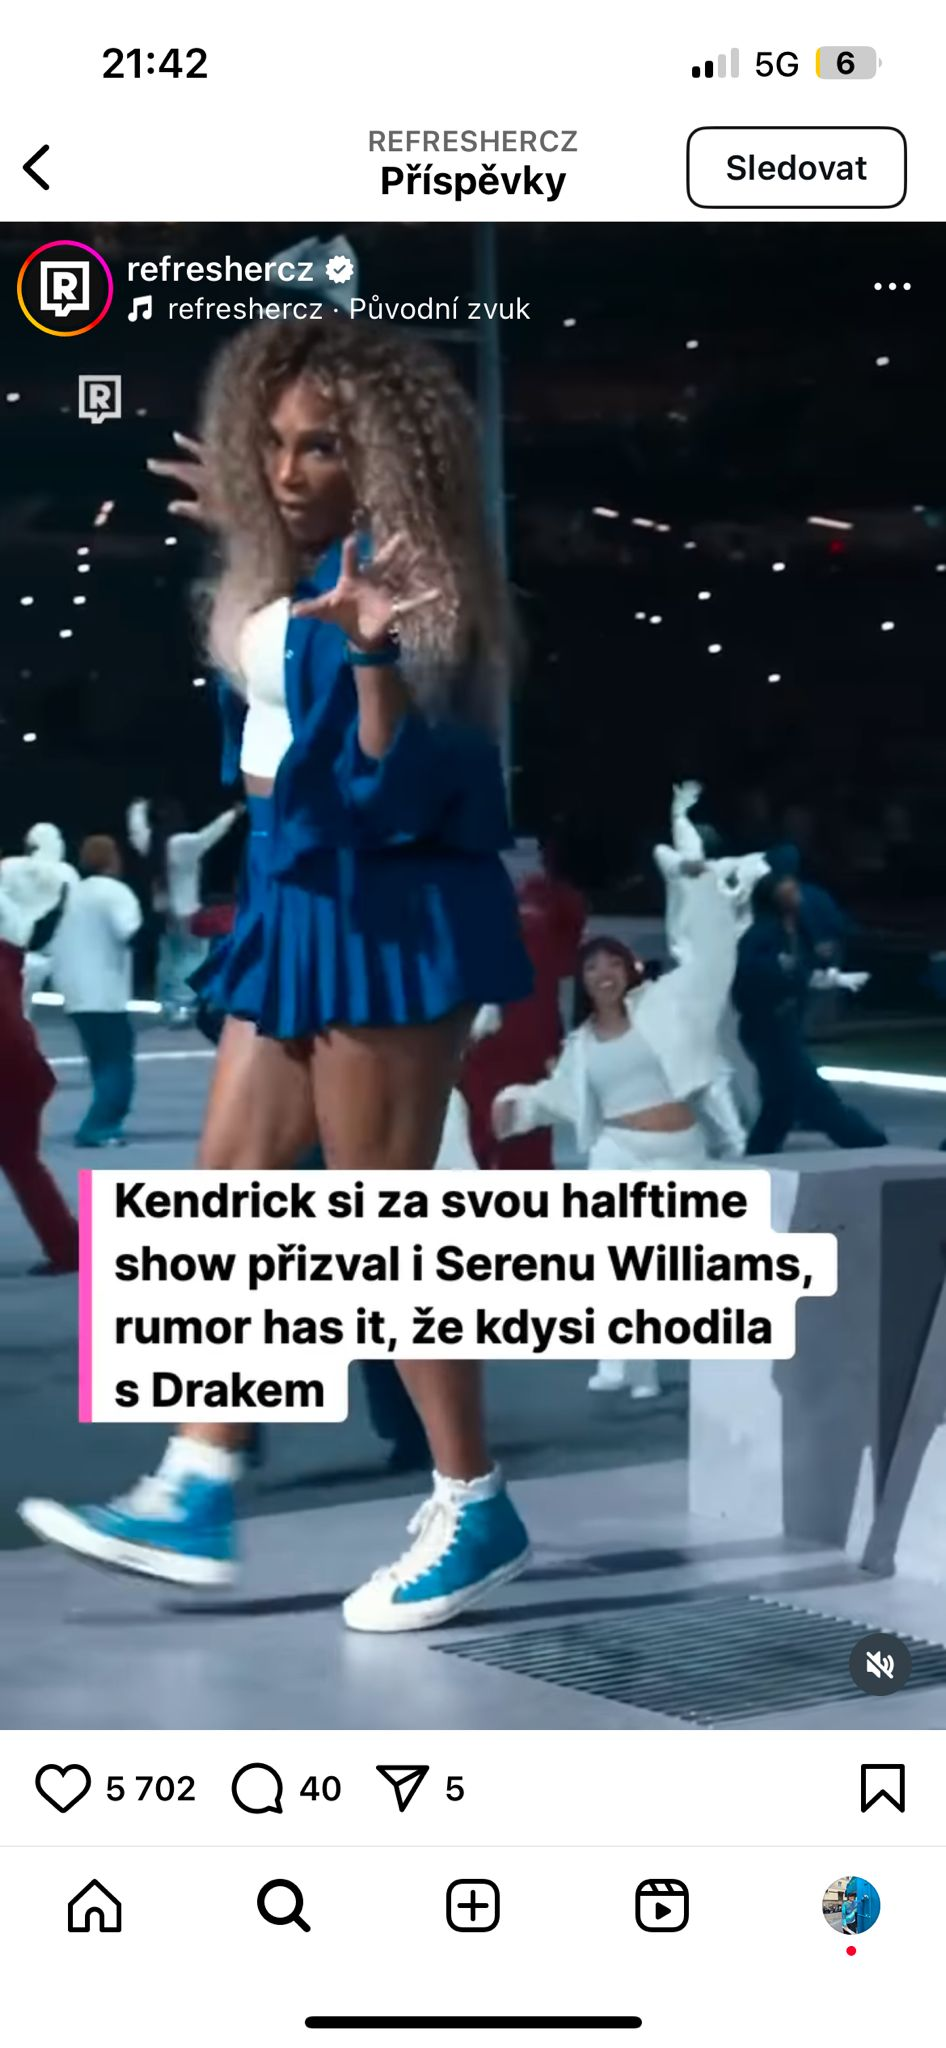 21:42
5G
6
REFRESHERCZ
Příspěvky
Sledovat
refreshercz
refreshercz · Původní zvuk
R
R
Kendrick si za svou halftime
show přizval i Serenu Williams,
rumor has it, že kdysi chodila
s Drakem
5 702
40
5